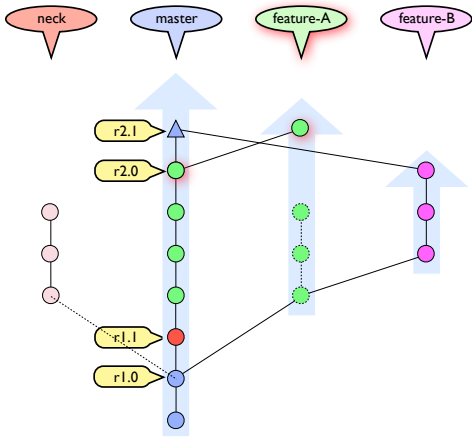 neck
master
feature-A
feature-B
r2.1
r2.0
r1.1
r1.0